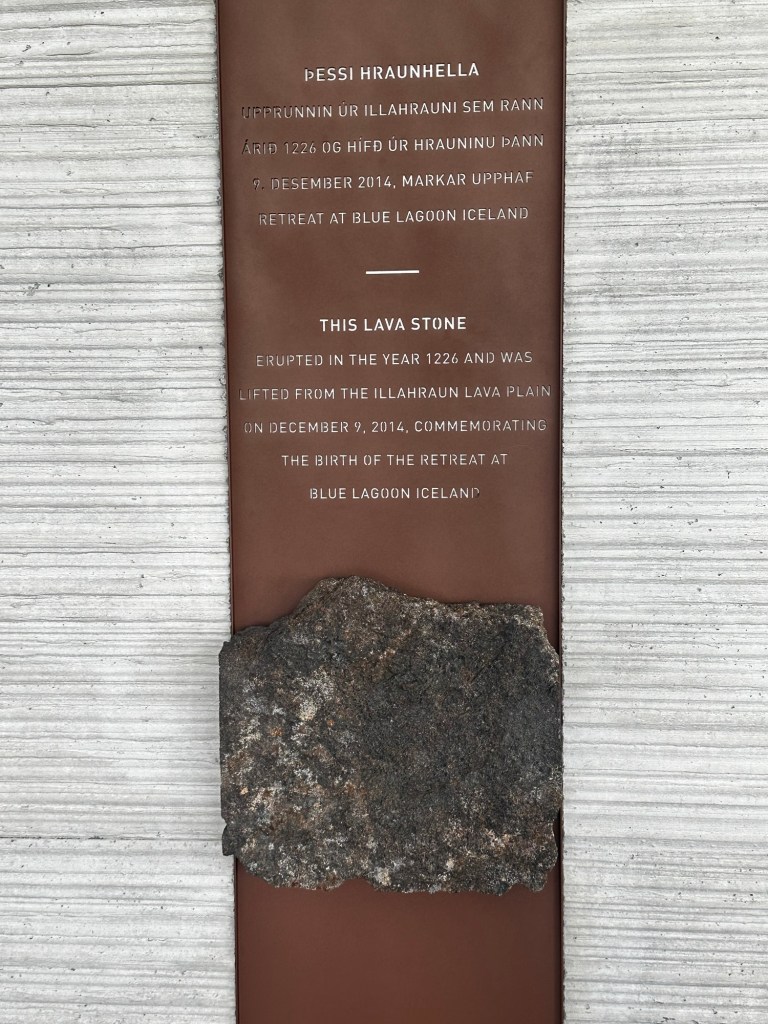 ÞESSI HRAUNHELLA
UPPRUNNIN ÚR ILLAHRAUNI SEM RANN
ÁRIÐ 1226 OG HÍFÐ ÚR HRAUNINU ÞANN
9. DESEMBER 2014, MARKAR UPPHAF
RETREAT AT BLUE LAGOON ICELAND
THIS LAVA STONE
ERUPTED IN THE YEAR 1226 AND WAS
LIFTED FROM THE ILLAHRAUN LAVA PLAIN
ON DECEMBER 9, 2014, COMMEMORATING
THE BIRTH OF THE RETREAT AT
BLUE LAGOON ICELAND